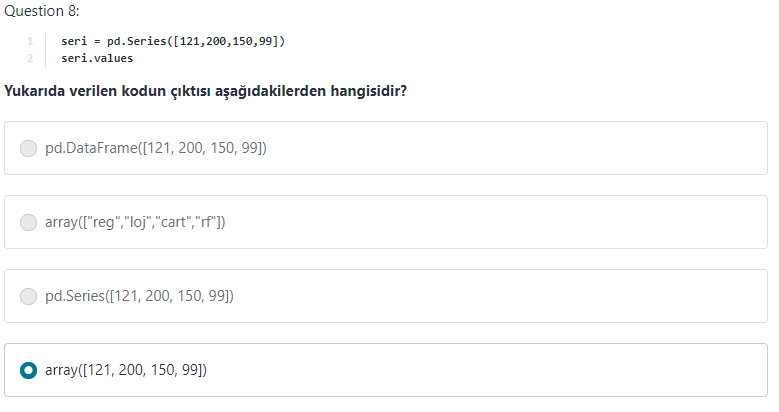 Question 8:
1 seri = pd.Series([121,200,150,99])
2 seri.values
Yukarıda verilen kodun çıktısı aşağıdakilerden hangisidir?
pd.DataFrame([121, 200, 150, 99])
array(["reg","loj","cart","rf"])
pd.Series([121, 200, 150, 99])
array([121, 200, 150, 99])